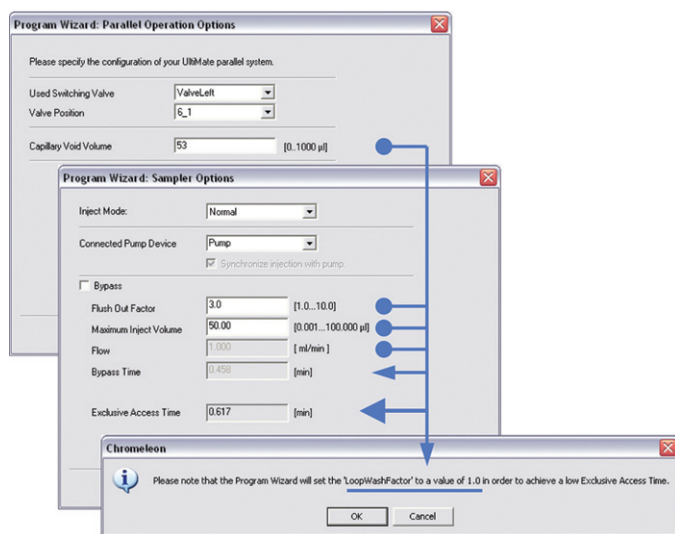 Program Wizard: Parallel Operation Options
Please specify the configuration of your UltiMate parallel system.
Used Switching Valve ValveLeft
Valve Position 6_1
Capillary Void Volume 53 [0..1000 µl]
Program Wizard: Sampler Options
Inject Mode: Normal
Connected Pump Device Pump
Synchronize injection with pump
Bypass
Flush Out Factor 3.0 [1.0...10.0]
Maximum Inject Volume 50.00 [0.001...100.000 µl]
Flow 1.000 [ ml/min ]
Bypass Time 0.458 [min]
Exclusive Access Time 0.617 [min]
Chromeleon
Please note that the Program Wizard will set the 'LoopWashFactor' to a value of 1.0 in order to achieve a low Exclusive Access Time.
OK Cancel